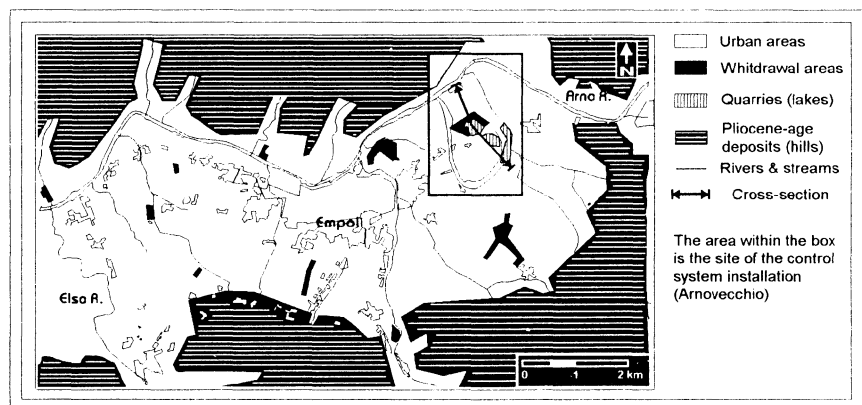 N
Arno R.
Empoli
Elsa R.
0 1 2 km
Urban areas
Whitdrawal areas
Quarries (lakes)
Pliocene-age
deposits (hills)
Rivers & streams
Cross-section
The area within the box
is the site of the control
system installation
(Arnovecchio)